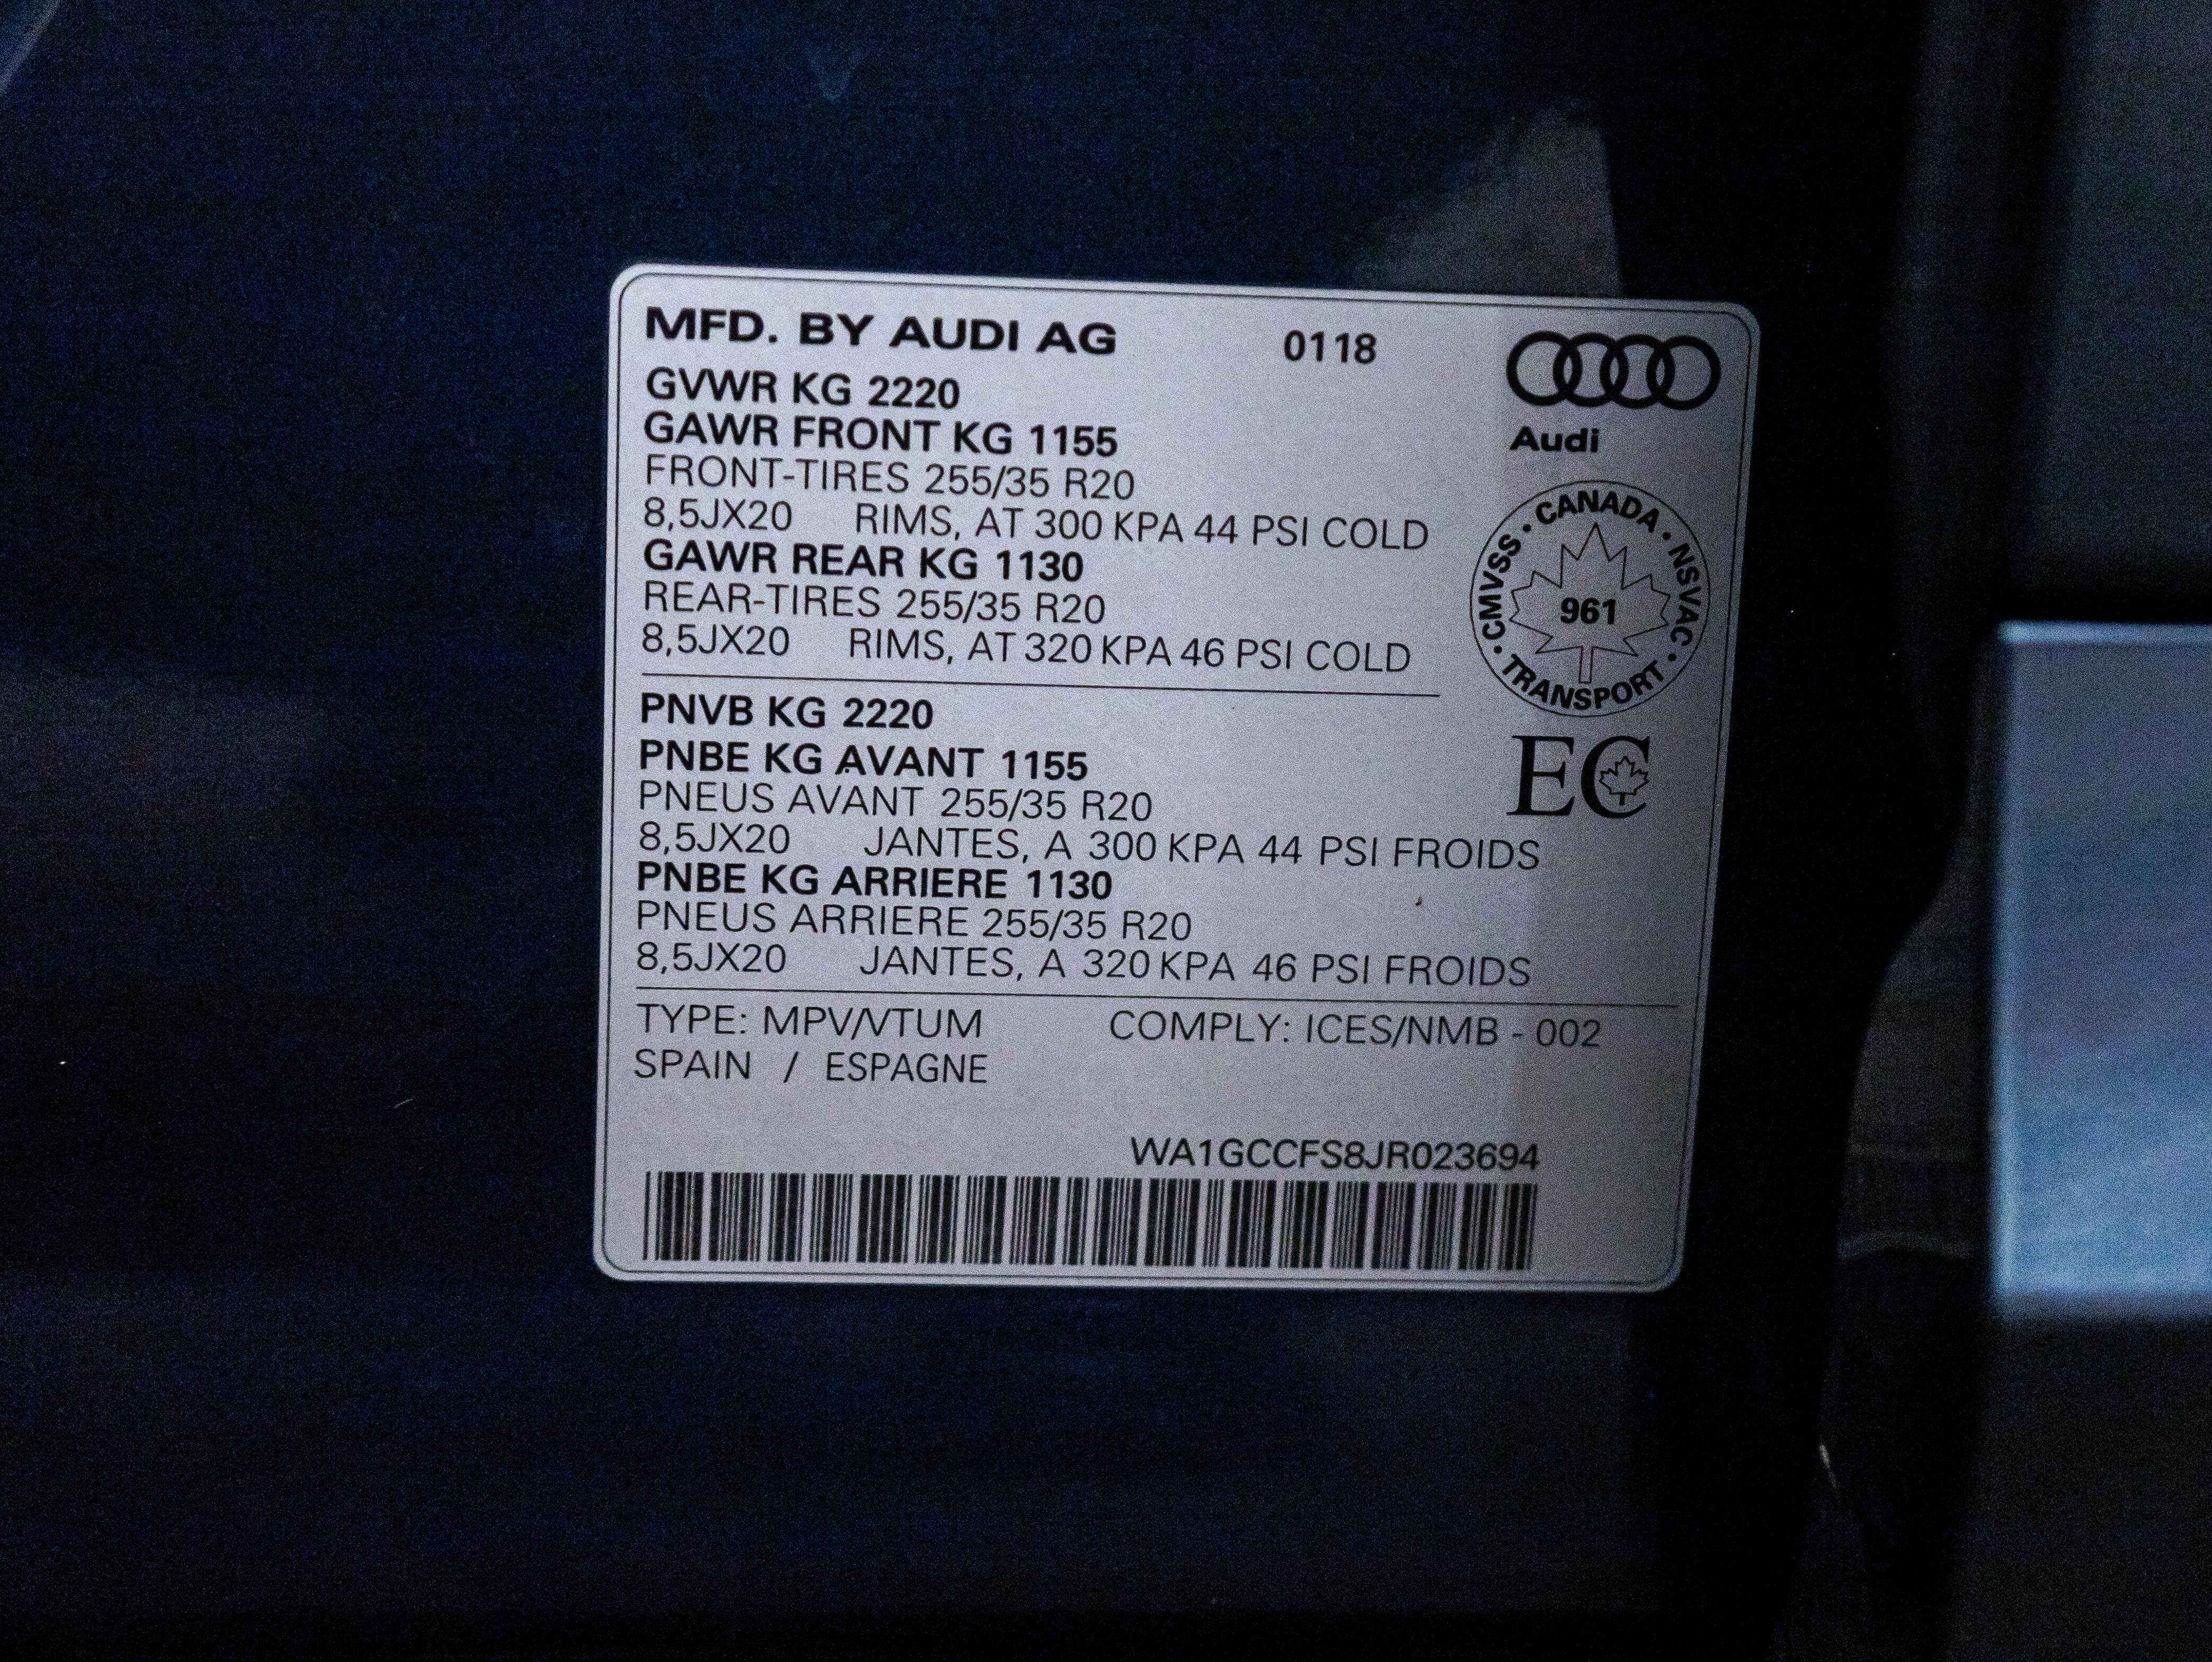 MFD. BY AUDI AG 0118
GVWR KG 2220
GAWR FRONT KG 1155
FRONT-TIRES 255/35 R20
8,5JX20 RIMS, AT 300 KPA 44 PSI COLD
GAWR REAR KG 1130
REAR-TIRES 255/35 R20
8,5JX20 RIMS, AT 320 KPA 46 PSI COLD
PNVB KG 2220
PNBE KG AVANT 1155
PNEUS AVANT 255/35 R20
8,5JX20 JANTES, A 300 KPA 44 PSI FROIDS
PNBE KG ARRIERE 1130
PNEUS ARRIERE 255/35 R20
8,5JX20 JANTES, A 320 KPA 46 PSI FROIDS
TYPE: MPV/VTUM COMPLY: ICES/NMB - 002
SPAIN / ESPAGNE
WA1GCCFS8JR023694
Audi
CMVSS · CANADA · NSVAC · TRANSPORT ·
961
EC